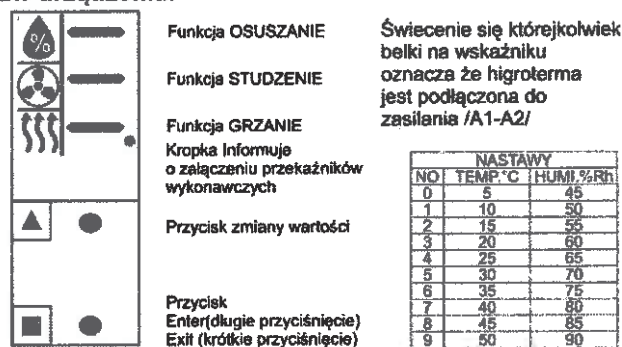 %
Funkcja OSUSZANIE
Funkcja STUDZENIE
Funkcja GRZANIE
Kropka Informuje
o załączeniu przekaźników
wykonawczych
Przycisk zmiany wartości
Przycisk
Enter(długie przyciśnięcie)
Exit (krótkie przyciśnięcie)
Świecenie się którejkolwiek
belki na wskaźniku
oznacza że higroterma
jest podłączona do
zasilania /A1-A2/
NASTAWY
NO TEMP.°C HUMI.%Rh
0 5 45
1 10 50
2 15 55
3 20 60
4 25 65
5 30 70
6 35 75
7 40 80
8 45 85
9 50 90